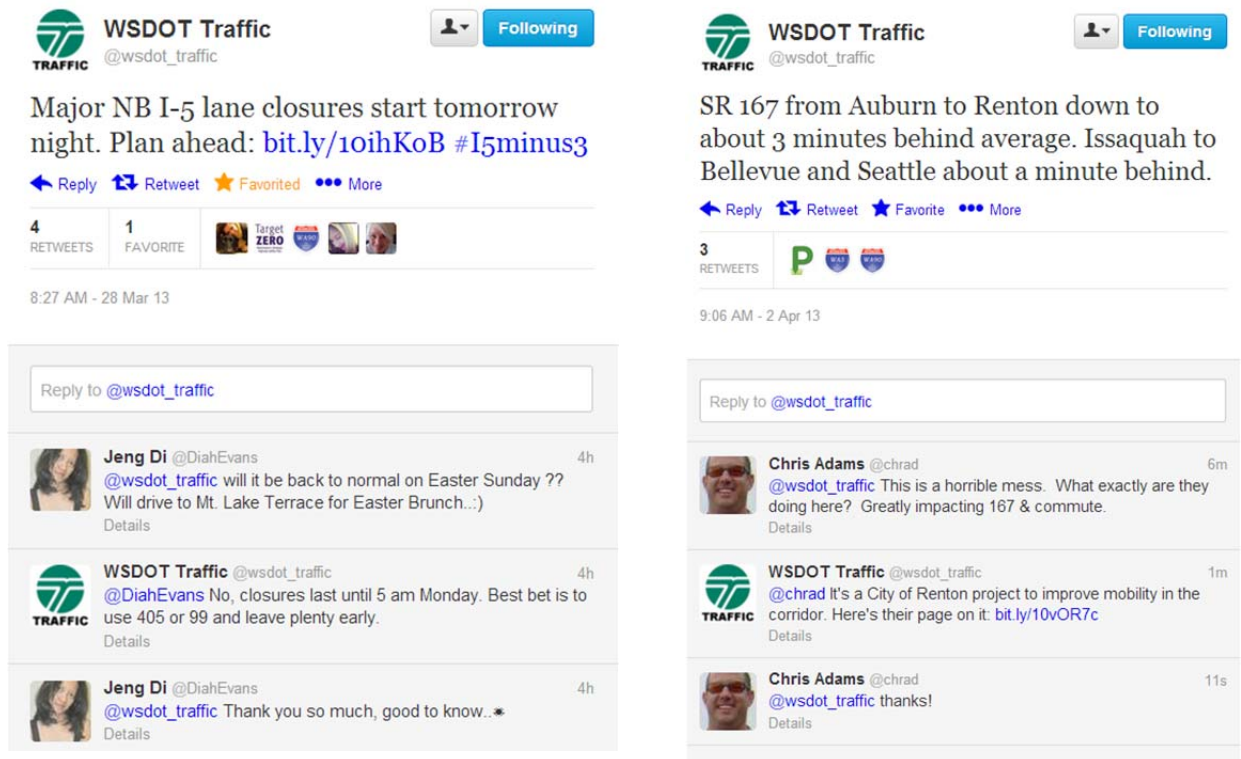 WSDOT Traffic
@wsdot_traffic
TRAFFIC
Following
Major NB I-5 lane closures start tomorrow
night. Plan ahead: bit.ly/10ihKoB #I5minus3
Reply Retweet Favorited More
4
RETWEETS
1
FAVORITE
Target
ZERO
8:27 AM - 28 Mar 13
Reply to @wsdot_traffic
Jeng Di @DiahEvans 4h
@wsdot_traffic will it be back to normal on Easter Sunday ??
Will drive to Mt. Lake Terrace for Easter Brunch..:)
Details
WSDOT Traffic @wsdot_traffic 4h
@DiahEvans No, closures last until 5 am Monday. Best bet is to
use 405 or 99 and leave plenty early.
TRAFFIC
Details
Jeng Di @DiahEvans 4h
@wsdot_traffic Thank you so much, good to know..
Details
WSDOT Traffic
@wsdot_traffic
TRAFFIC
Following
SR 167 from Auburn to Renton down to
about 3 minutes behind average. Issaquah to
Bellevue and Seattle about a minute behind.
Reply Retweet Favorite More
3
RETWEETS
P
9:06 AM - 2 Apr 13
Reply to @wsdot_traffic
Chris Adams @chrad 6m
@wsdot_traffic This is a horrible mess.  What exactly are they
doing here?  Greatly impacting 167 & commute.
Details
WSDOT Traffic @wsdot_traffic 1m
@chrad It's a City of Renton project to improve mobility in the
corridor. Here's their page on it: bit.ly/10vOR7c
TRAFFIC
Details
Chris Adams @chrad 11s
@wsdot_traffic thanks!
Details